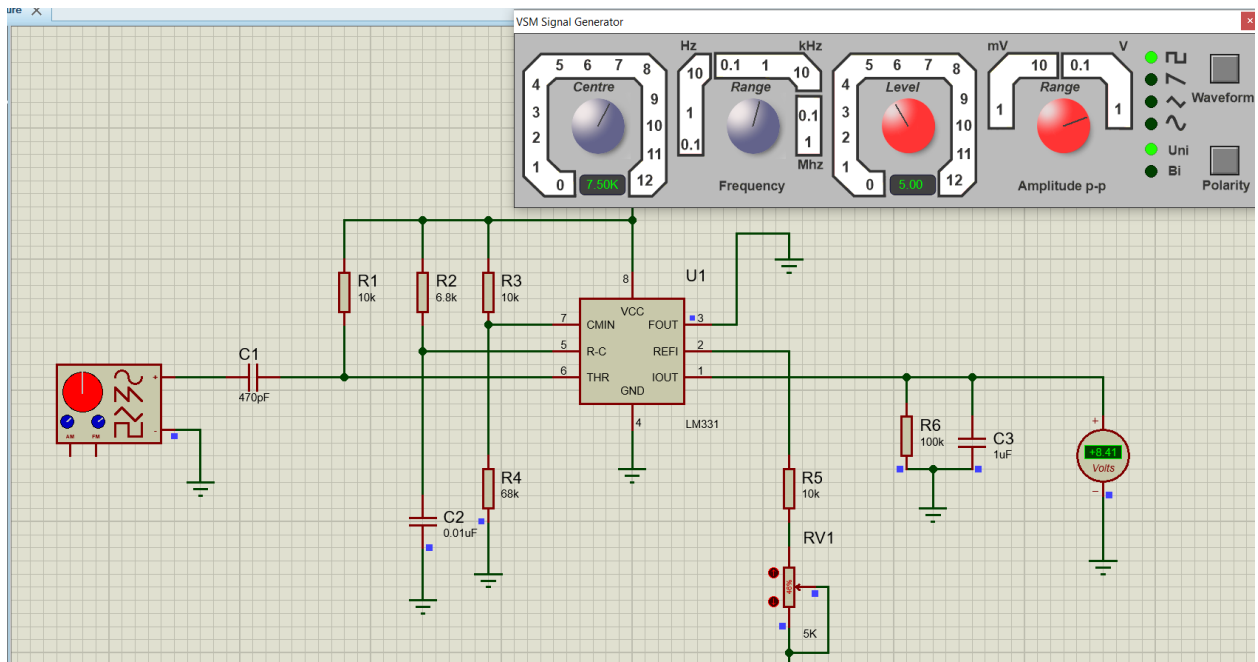 ure
VSM Signal Generator
Hz kHz mV V
Centre
0 1 2 3 4 5 6 7 8 9 10 11 12
7.50K
Range
0.1 1 10 0.1 1 10 0.1 1
Mhz
Frequency
Level
0 1 2 3 4 5 6 7 8 9 10 11 12
5.00
Range
1 10 0.1 1
Amplitude p-p
Waveform
Uni
Bi
Polarity
R1
10k
R2
6.8k
R3
10k
U1
8
VCC
7 CMIN FOUT 3
5 R-C REFI 2
6 THR IOUT 1
GND
4
LM331
C1
470pF
+
-
AM FM
R4
68k
C2
0.01uF
R5
10k
RV1
46%
5K
R6
100k
C3
1uF
+
+8.41
Volts
-